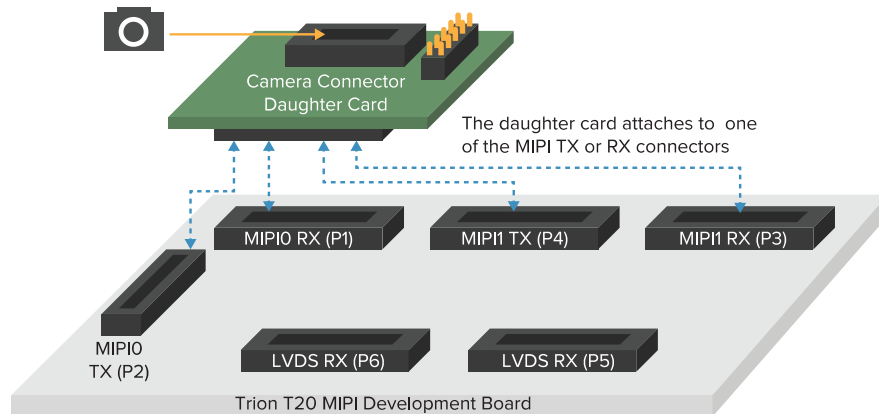 Camera Connector
Daughter Card
The daughter card attaches to one
of the MIPI TX or RX connectors
MIPI0 RX (P1)
MIPI1 TX (P4)
MIPI1 RX (P3)
MIPI0
TX (P2)
LVDS RX (P6)
LVDS RX (P5)
Trion T20 MIPI Development Board